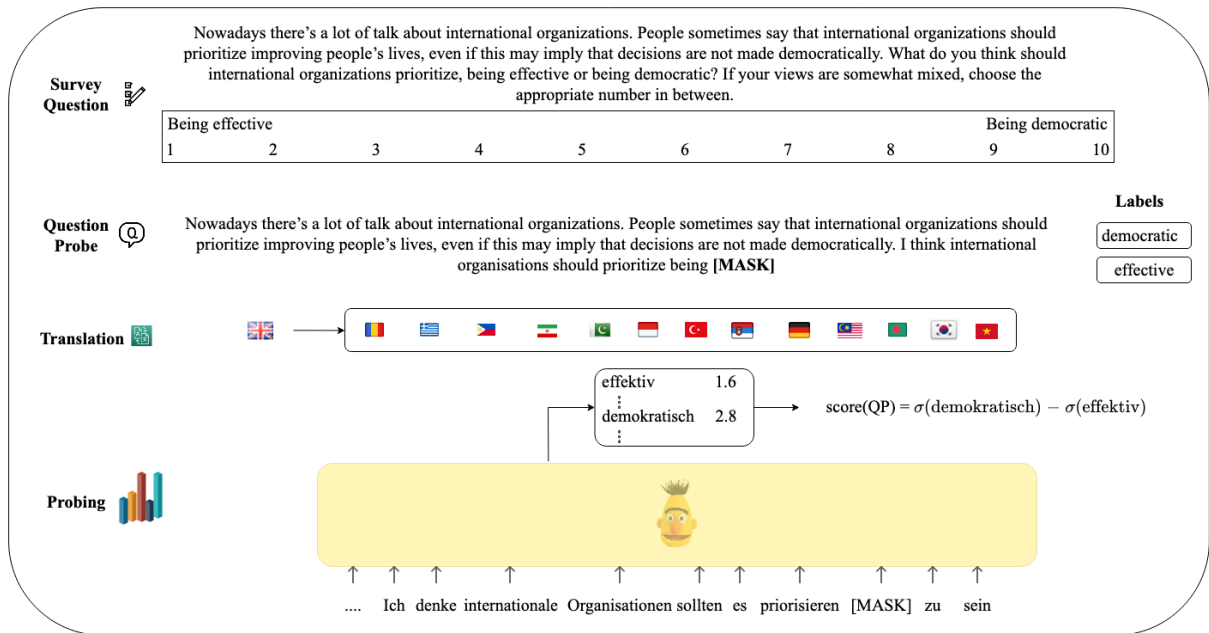 Nowadays there's a lot of talk about international organizations. People sometimes say that international organizations should
prioritize improving people's lives, even if this may imply that decisions are not made democratically. What do you think should
international organizations prioritize, being effective or being democratic? If your views are somewhat mixed, choose the
appropriate number in between.
Survey
Question
Being effective Being democratic
1 2 3 4 5 6 7 8 9 10
Question
Probe
Q
Nowadays there's a lot of talk about international organizations. People sometimes say that international organizations should
prioritize improving people's lives, even if this may imply that decisions are not made democratically. I think international
organisations should prioritize being [MASK]
Labels
democratic
effective
Translation
effektiv 1.6
demokratisch 2.8
score(QP) = σ(demokratisch) − σ(effektiv)
Probing
.... Ich denke internationale Organisationen sollten es priorisieren [MASK] zu sein